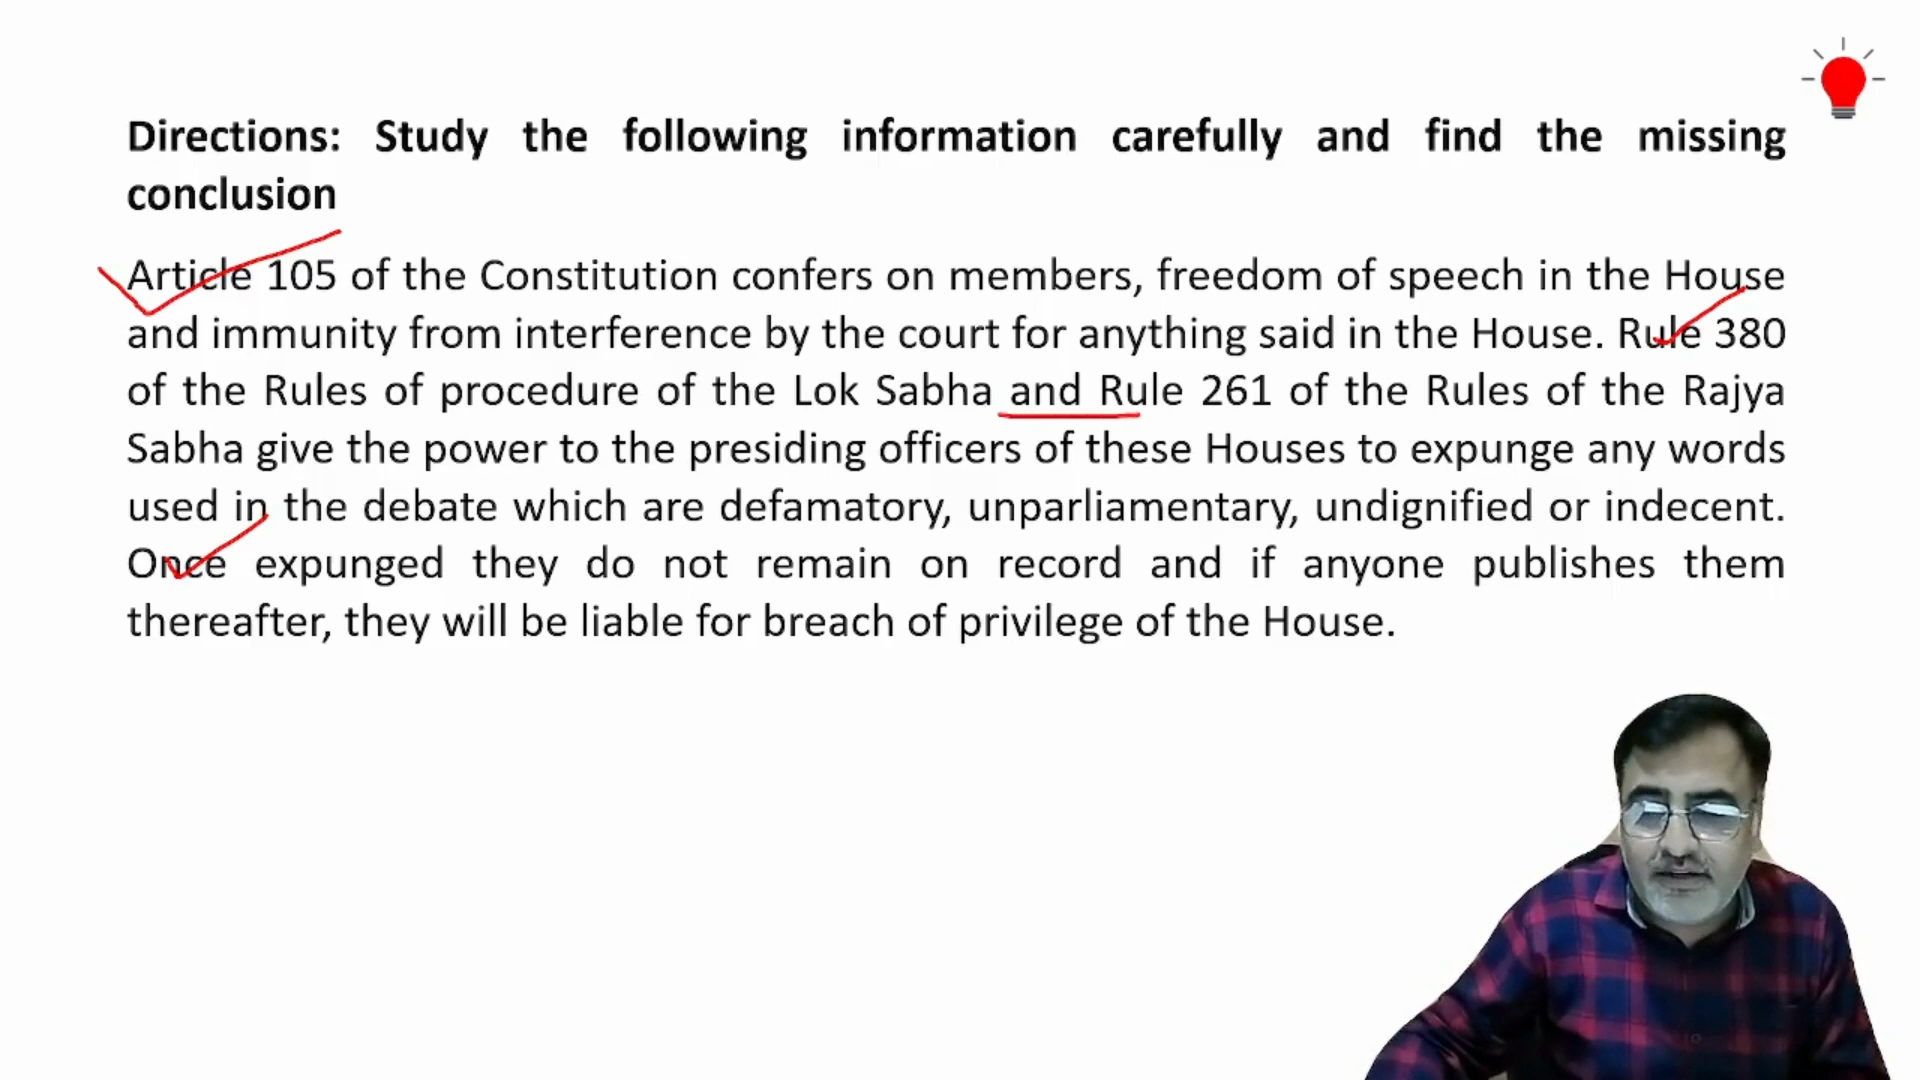 Directions: Study the following information carefully and find the missing
conclusion
Article 105 of the Constitution confers on members, freedom of speech in the House
and immunity from interference by the court for anything said in the House. Rule 380
of the Rules of procedure of the Lok Sabha and Rule 261 of the Rules of the Rajya
Sabha give the power to the presiding officers of these Houses to expunge any words
used in the debate which are defamatory, unparliamentary, undignified or indecent.
Once expunged they do not remain on record and if anyone publishes them
thereafter, they will be liable for breach of privilege of the House.